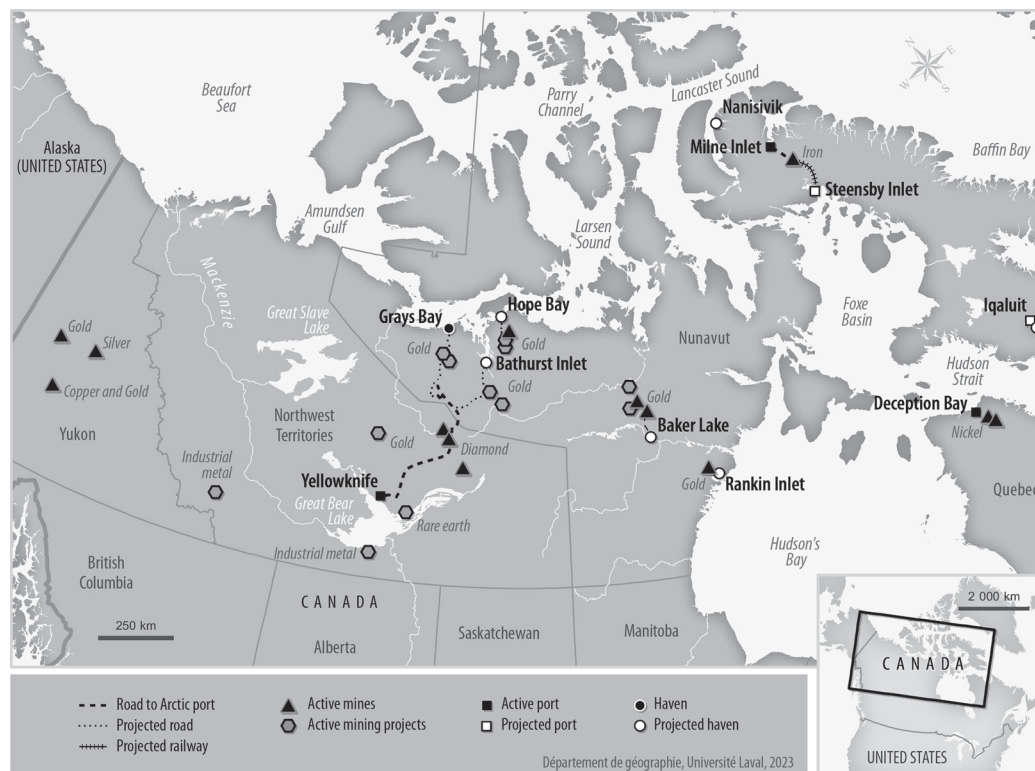 Beaufort
Sea
Parry
Channel
Lancaster Sound
Nanisivik
Milne Inlet
Iron
Baffin Bay
Alaska
(UNITED STATES)
Steensby Inlet
Amundsen
Gulf
Larsen
Sound
Mackenzie
Great Slave
Lake
Grays Bay
Hope Bay
Foxe
Basin
Iqaluit
Gold
Silver
Gold
Gold
Nunavut
Bathurst Inlet
Hudson
Strait
Copper and Gold
Gold
Gold
Deception Bay
Yukon
Northwest
Territories
Gold
Baker Lake
Nickel
Diamond
Industrial
metal
Yellowknife
Gold
Rankin Inlet
Quebec
Great Bear
Lake
Rare earth
Industrial metal
Hudson's
Bay
British
Columbia
CANADA
250 km
Alberta
Saskatchewan
Manitoba
2 000 km
CANADA
UNITED STATES
N
E
S
W
Road to Arctic port
Projected road
Projected railway
Active mines
Active mining projects
Active port
Projected port
Haven
Projected haven
Département de géographie, Université Laval, 2023